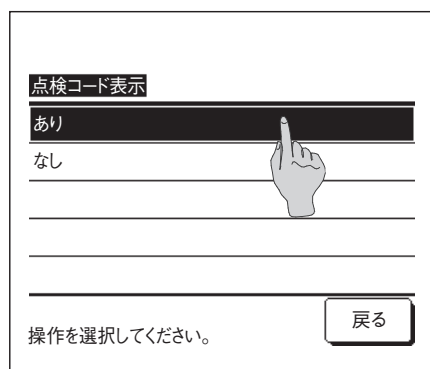 点検コード表示
あり
なし
戻る
操作を選択してください。